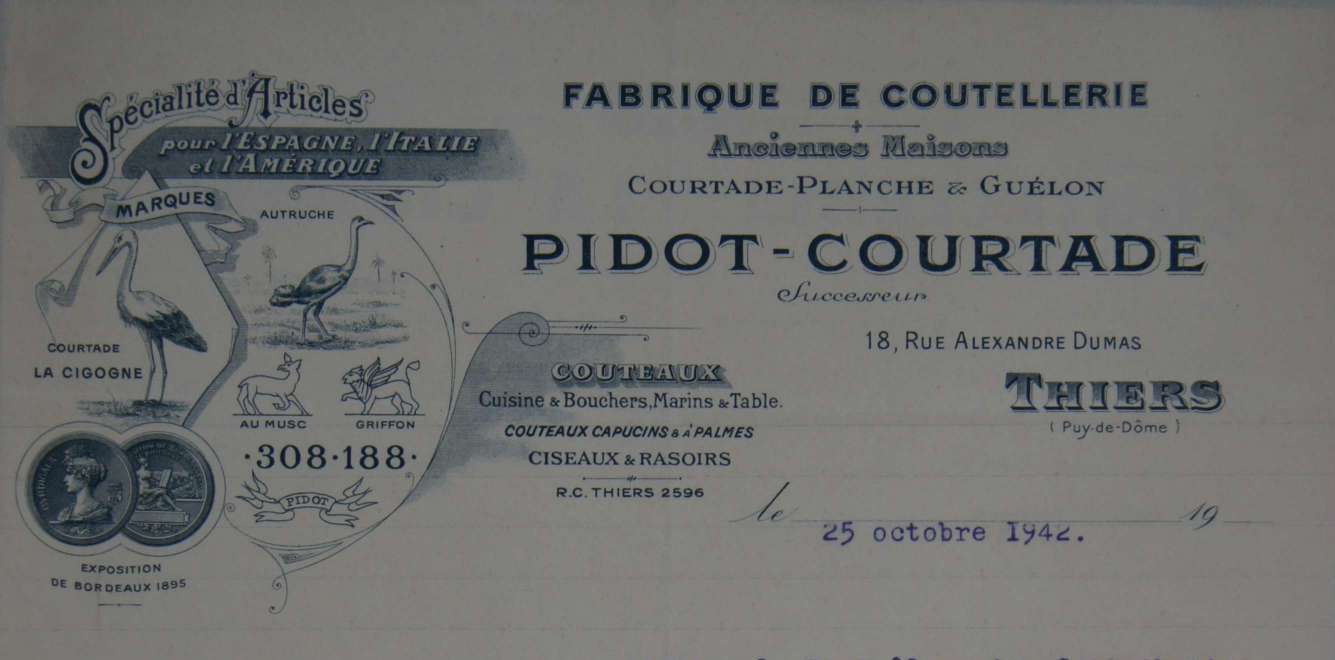 Spécialité d'Articles
pour l'ESPAGNE, l'ITALIE
et l'AMÉRIQUE
MARQUES
AUTRUCHE
COURTADE
LA CIGOGNE
AU MUSC
GRIFFON
·308·188·
PIDOT
EXPOSITION
DE BORDEAUX 1895
FABRIQUE DE COUTELLERIE
Anciennes Maisons
COURTADE-PLANCHE & GUÉLON
PIDOT-COURTADE
Successeur
18, RUE ALEXANDRE DUMAS
THIERS
(Puy-de-Dôme)
COUTEAUX
Cuisine & Bouchers, Marins & Table.
COUTEAUX CAPUCINS & A PALMES
CISEAUX & RASOIRS
R.C. THIERS 2596
le 19
25 octobre 1942.